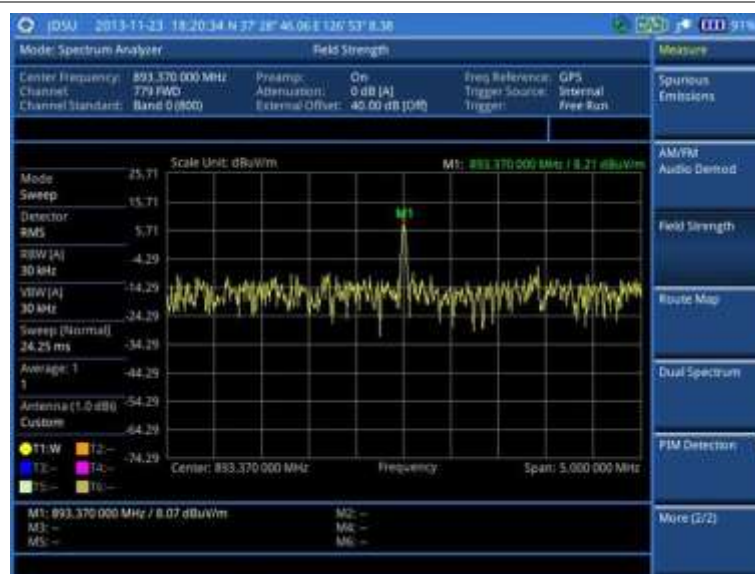 JDSU 2013-11-23 18:20:34 N 37° 28' 46.06 E 126° 53' 8.38 91%
Mode: Spectrum Analyzer Field Strength Measure
Center Frequency: 893.370 000 MHz Preamp: On Freq Reference: GPS
Channel: 779 FWD Attenuation: 0 dB [A] Trigger Source: Internal
Channel Standard: Band 0 (800) External Offset: 40.00 dB [Off] Trigger: Free Run
Spurious
Emissions
AM/FM
Audio Demod
Field Strength
Route Map
Dual Spectrum
PIM Detection
More (2/2)
Scale Unit: dBuV/m M1: 893.370 000 MHz / 8.21 dBuV/m
Mode
Sweep
Detector
RMS
RBW [A]
30 kHz
VBW [A]
30 kHz
Sweep [Normal]
24.25 ms
Average: 1
1
Antenna (1.0 dBi)
Custom
T1:W T2:--
T3:-- T4:--
T5:-- T6:--
25.71
15.71
5.71
-4.29
-14.29
-24.29
-34.29
-44.29
-54.29
-64.29
-74.29
M1
Center: 893.370 000 MHz Frequency Span: 5.000 000 MHz
M1: 893.370 000 MHz / 8.07 dBuV/m M2: --
M3: -- M4: --
M5: -- M6: --